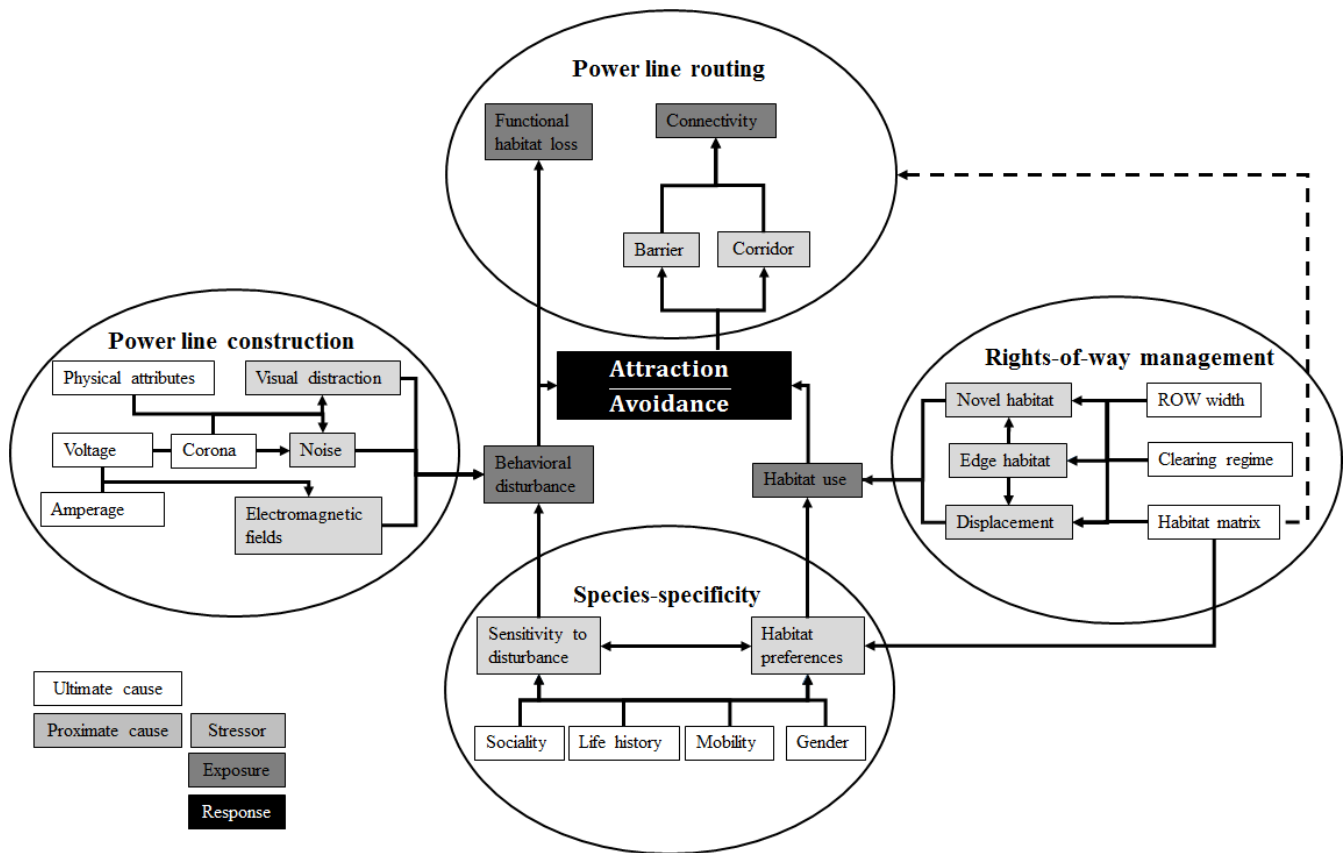 Power line routing
Functional
habitat loss
Connectivity
Barrier
Corridor
Power line construction
Physical attributes
Visual distraction
Voltage
Corona
Noise
Amperage
Electromagnetic
fields
Attraction
Avoidance
Behavioral
disturbance
Habitat use
Rights-of-way management
Novel habitat
ROW width
Edge habitat
Clearing regime
Displacement
Habitat matrix
Species-specificity
Sensitivity to
disturbance
Habitat
preferences
Sociality
Life history
Mobility
Gender
Ultimate cause
Proximate cause
Stressor
Exposure
Response